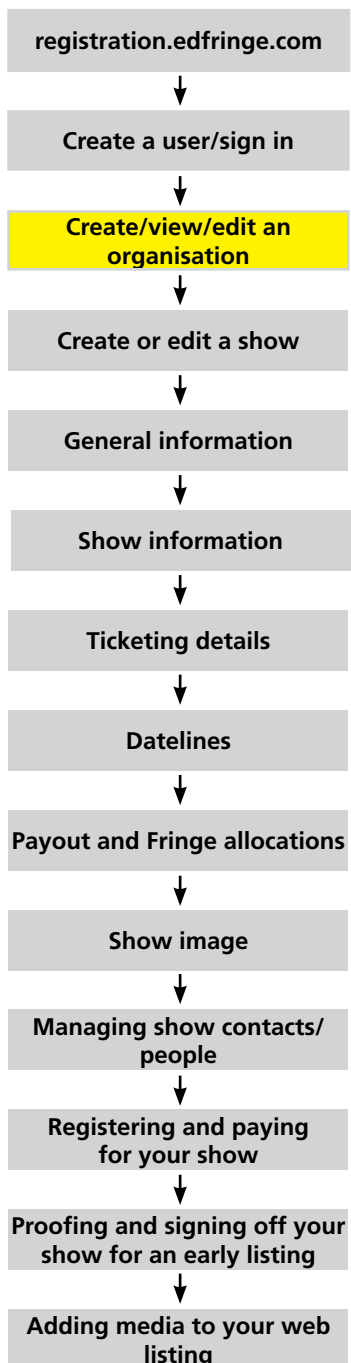 registration.edfringe.com
Create a user/sign in
Create/view/edit an
organisation
Create or edit a show
General information
Show information
Ticketing details
Datelines
Payout and Fringe allocations
Show image
Managing show contacts/
people
Registering and paying
for your show
Proofing and signing off your
show for an early listing
Adding media to your web
listing